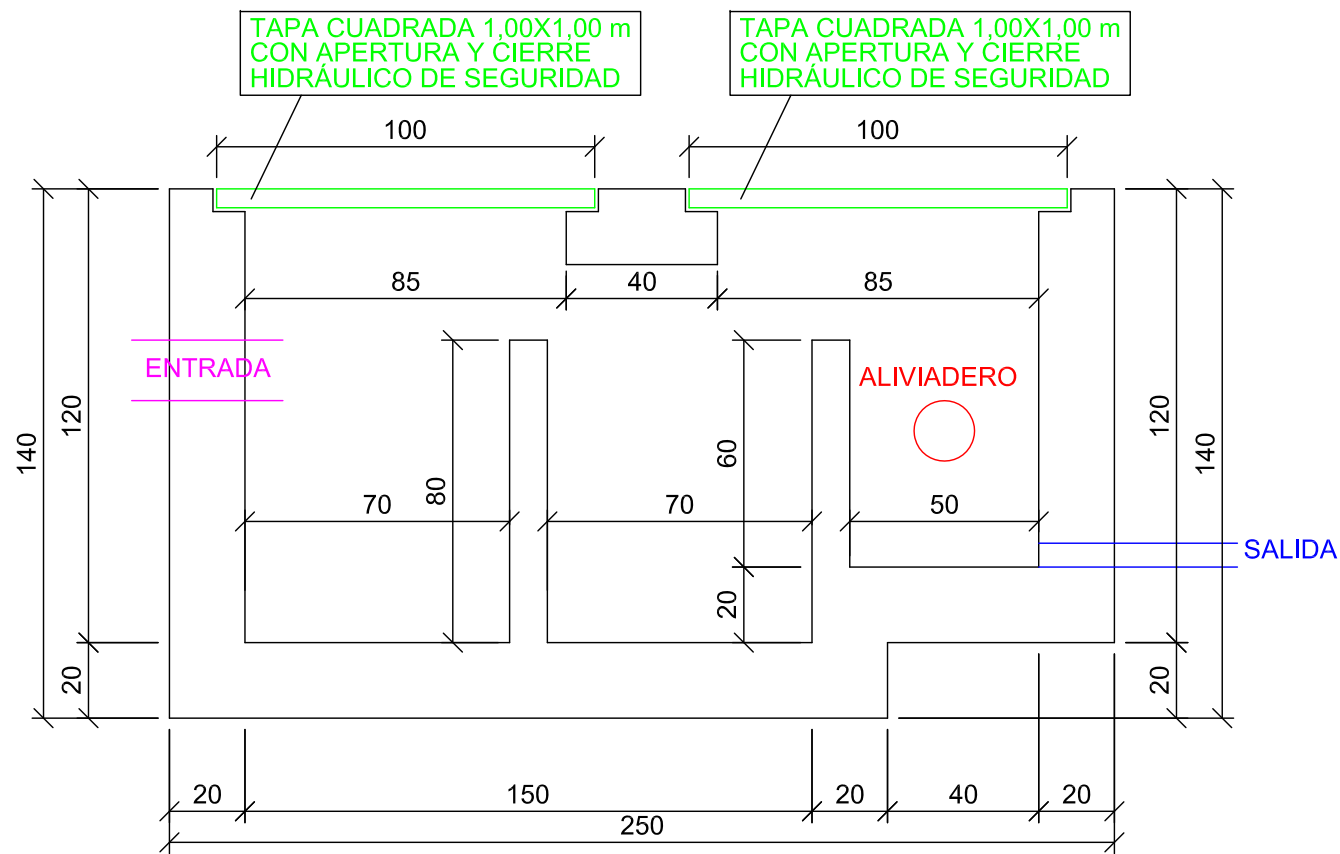 TAPA CUADRADA 1,00X1,00 m
CON APERTURA Y CIERRE
HIDRÁULICO DE SEGURIDAD
TAPA CUADRADA 1,00X1,00 m
CON APERTURA Y CIERRE
HIDRÁULICO DE SEGURIDAD
100
100
85
40
85
ENTRADA
ALIVIADERO
140
120
80
60
120
140
70
70
50
SALIDA
20
20
20
20
150
20
40
20
250